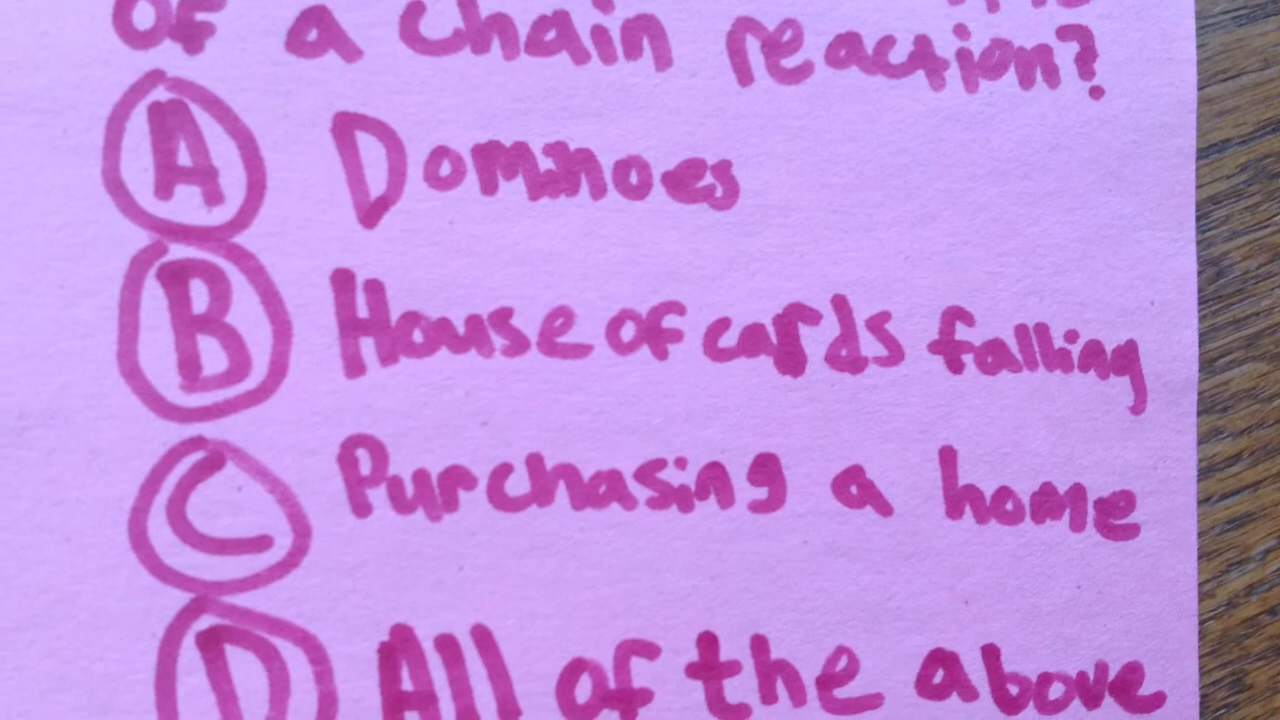 of a chain reaction?
A Dominoes
B House of cards falling
C Purchasing a home
D All of the above